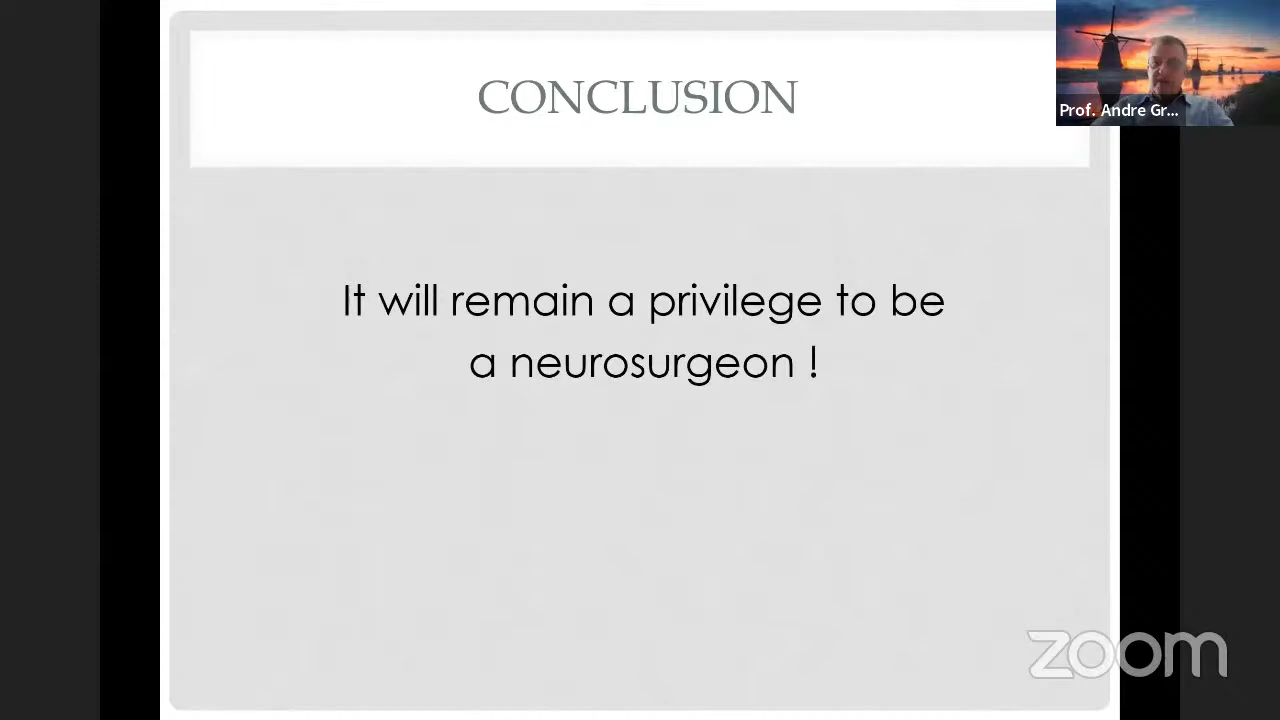 CONCLUSION
Prof. Andre Gr...
It will remain a privilege to be
a neurosurgeon !
zoom